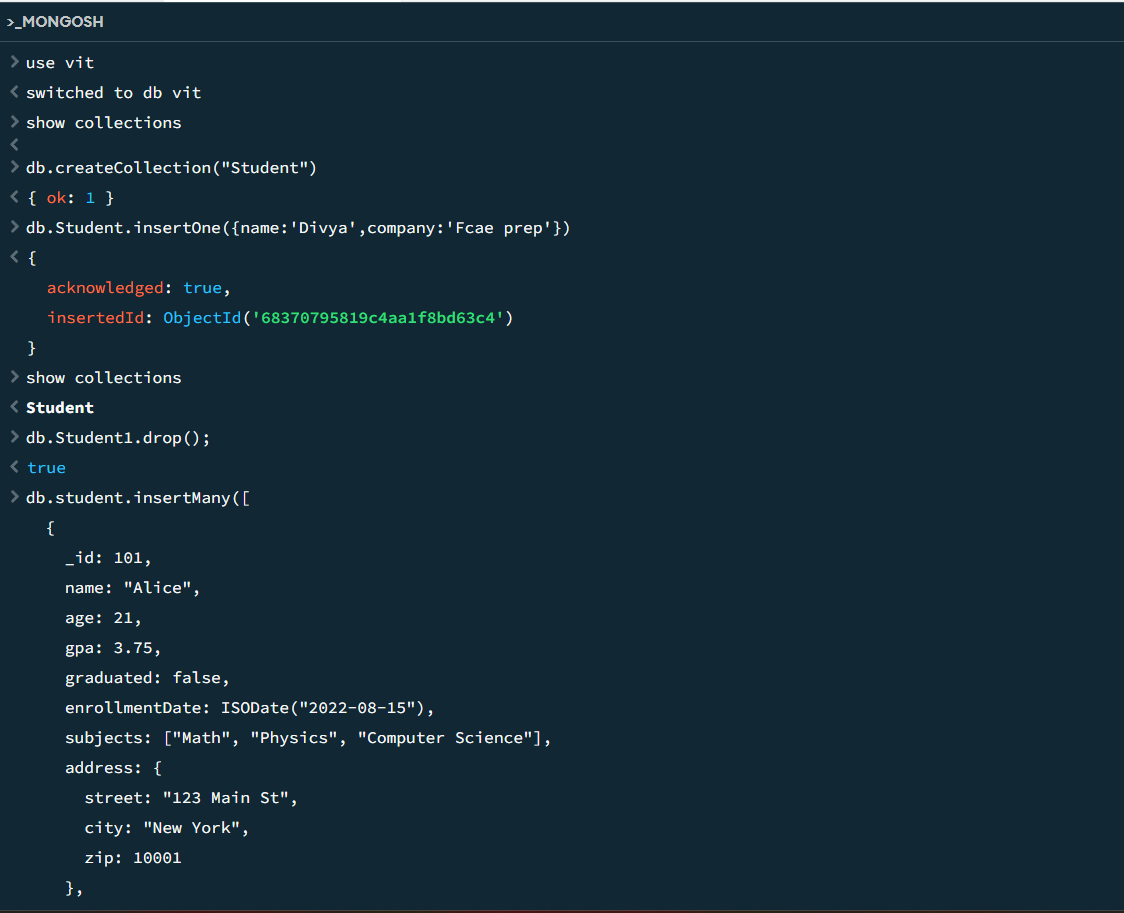 >_MONGOSH
> use vit
< switched to db vit
> show collections
<
> db.createCollection("Student")
< { ok: 1 }
> db.Student.insertOne({name:'Divya',company:'Fcae prep'})
< {
    acknowledged: true,
    insertedId: ObjectId('68370795819c4aa1f8bd63c4')
  }
> show collections
< Student
> db.Student1.drop();
< true
> db.student.insertMany([
    {
      _id: 101,
      name: "Alice",
      age: 21,
      gpa: 3.75,
      graduated: false,
      enrollmentDate: ISODate("2022-08-15"),
      subjects: ["Math", "Physics", "Computer Science"],
      address: {
        street: "123 Main St",
        city: "New York",
        zip: 10001
      },